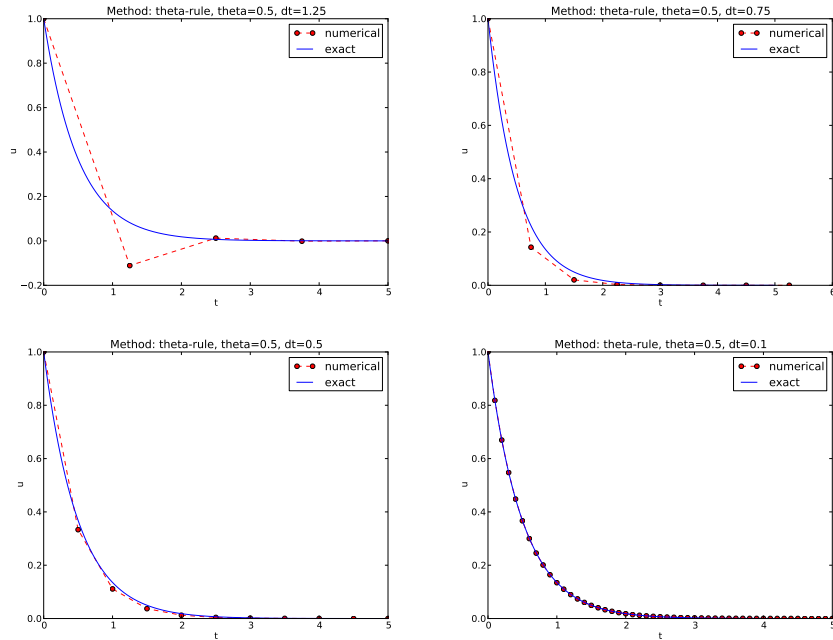 Method: theta-rule, theta=0.5, dt=1.25
1.0
0.8
0.6
0.4
0.2
0.0
−0.2
u
0 1 2 3 4 5
t
numerical
exact
Method: theta-rule, theta=0.5, dt=0.75
1.0
0.8
0.6
0.4
0.2
0.0
u
0 1 2 3 4 5 6
t
numerical
exact
Method: theta-rule, theta=0.5, dt=0.5
1.0
0.8
0.6
0.4
0.2
0.0
u
0 1 2 3 4 5
t
numerical
exact
Method: theta-rule, theta=0.5, dt=0.1
1.0
0.8
0.6
0.4
0.2
0.0
u
0 1 2 3 4 5
t
numerical
exact